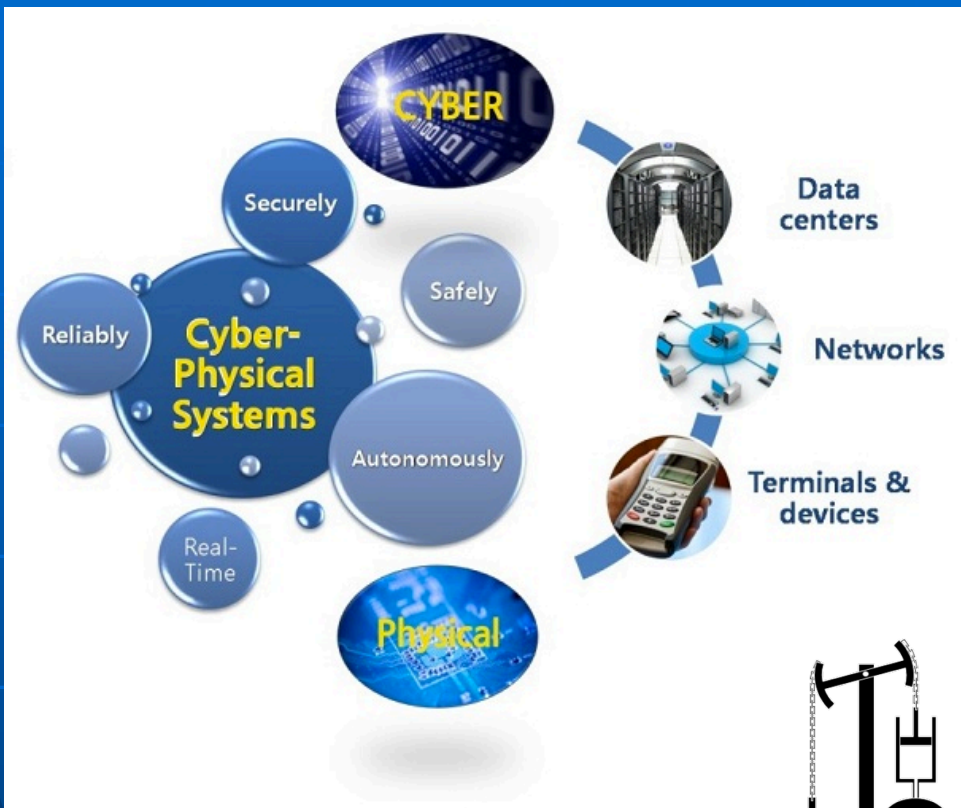 CYBER
Securely
Data
centers
Safely
Reliably
Cyber-
Physical
Systems
Networks
Autonomously
Terminals &
devices
Real-
Time
Physical